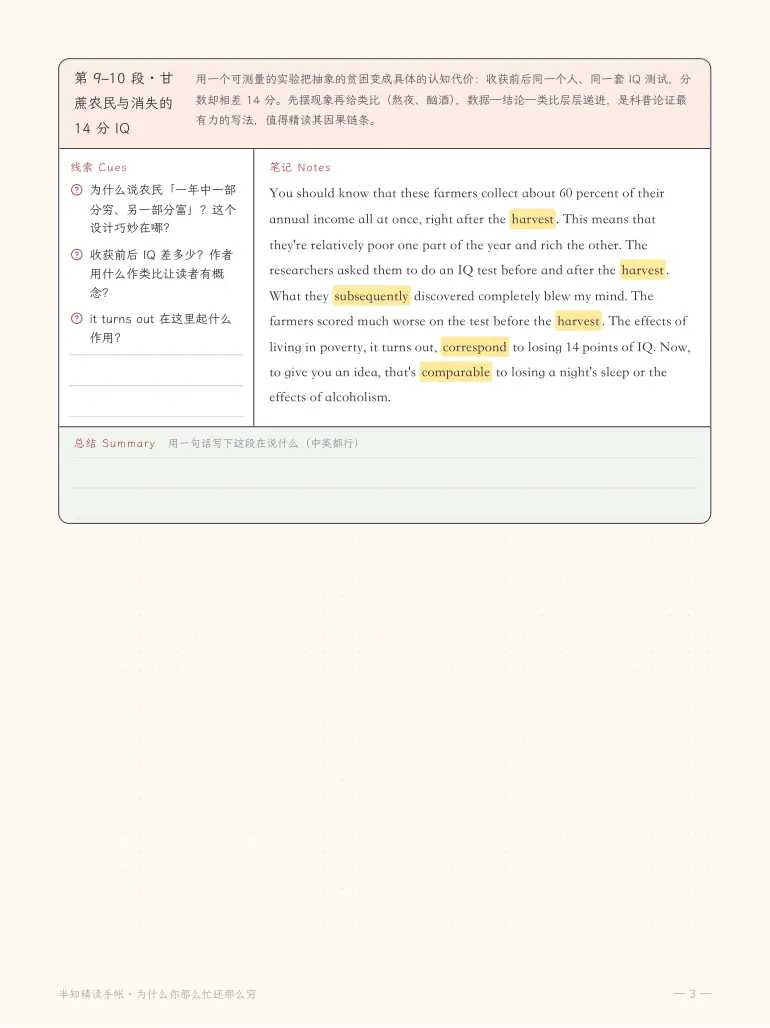 第 9–10 段·甘
蔗农民与消失的
14 分 IQ
用一个可测量的实验把抽象的贫困变成具体的认知代价：收获前后同一个人、同一套 IQ 测试，分
数却相差 14 分。先摆现象再给类比（熬夜、酗酒），数据—结论—类比层层递进，是科普论证最
有力的写法，值得精读其因果链条。
线索 Cues
为什么说农民「一年中一部
分穷、另一部分富」？这个
设计巧妙在哪？
收获前后 IQ 差多少？作者
用什么作类比让读者有概
念？
it turns out 在这里起什么
作用？
笔记 Notes
You should know that these farmers collect about 60 percent of their
annual income all at once, right after the harvest. This means that
they're relatively poor one part of the year and rich the other. The
researchers asked them to do an IQ test before and after the harvest.
What they subsequently discovered completely blew my mind. The
farmers scored much worse on the test before the harvest. The effects of
living in poverty, it turns out, correspond to losing 14 points of IQ. Now,
to give you an idea, that's comparable to losing a night's sleep or the
effects of alcoholism.
总结 Summary 用一句话写下这段在说什么（中英都行）
半知精读手帐·为什么你那么忙还那么穷
— 3 —